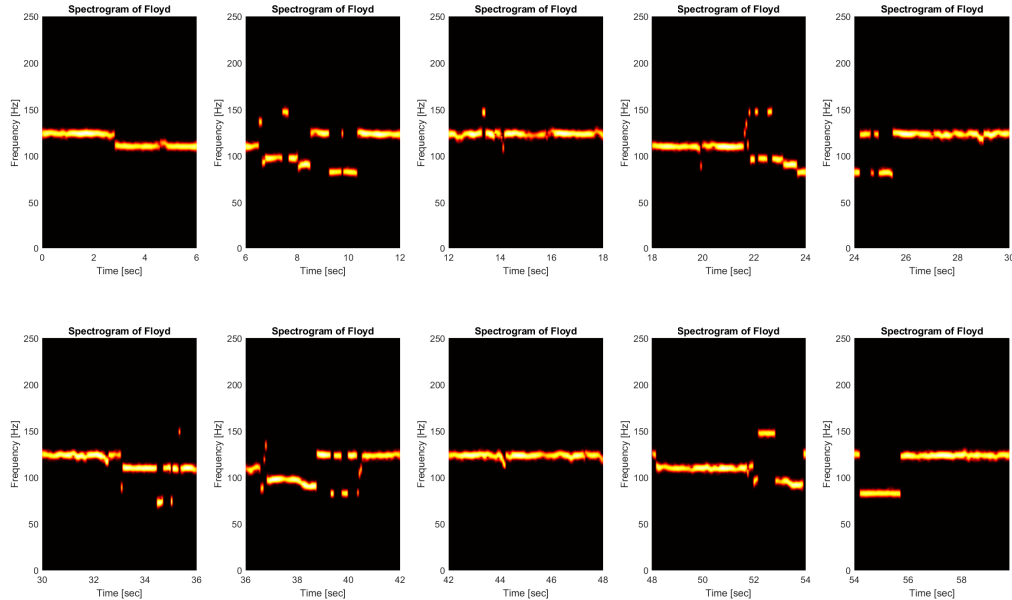 Spectrogram of Floyd Spectrogram of Floyd Spectrogram of Floyd Spectrogram of Floyd Spectrogram of Floyd
250 250 250 250 250
200 200 200 200 200
150 150 150 150 150
100 100 100 100 100
50 50 50 50 50
0 0 0 0 0
Frequency [Hz] Frequency [Hz] Frequency [Hz] Frequency [Hz] Frequency [Hz]
0 2 4 6 6 8 10 12 12 14 16 18 18 20 22 24 24 26 28 30
Time [sec] Time [sec] Time [sec] Time [sec] Time [sec]
Spectrogram of Floyd Spectrogram of Floyd Spectrogram of Floyd Spectrogram of Floyd Spectrogram of Floyd
250 250 250 250 250
200 200 200 200 200
150 150 150 150 150
100 100 100 100 100
50 50 50 50 50
0 0 0 0 0
Frequency [Hz] Frequency [Hz] Frequency [Hz] Frequency [Hz] Frequency [Hz]
30 32 34 36 36 38 40 42 42 44 46 48 48 50 52 54 54 56 58
Time [sec] Time [sec] Time [sec] Time [sec] Time [sec]